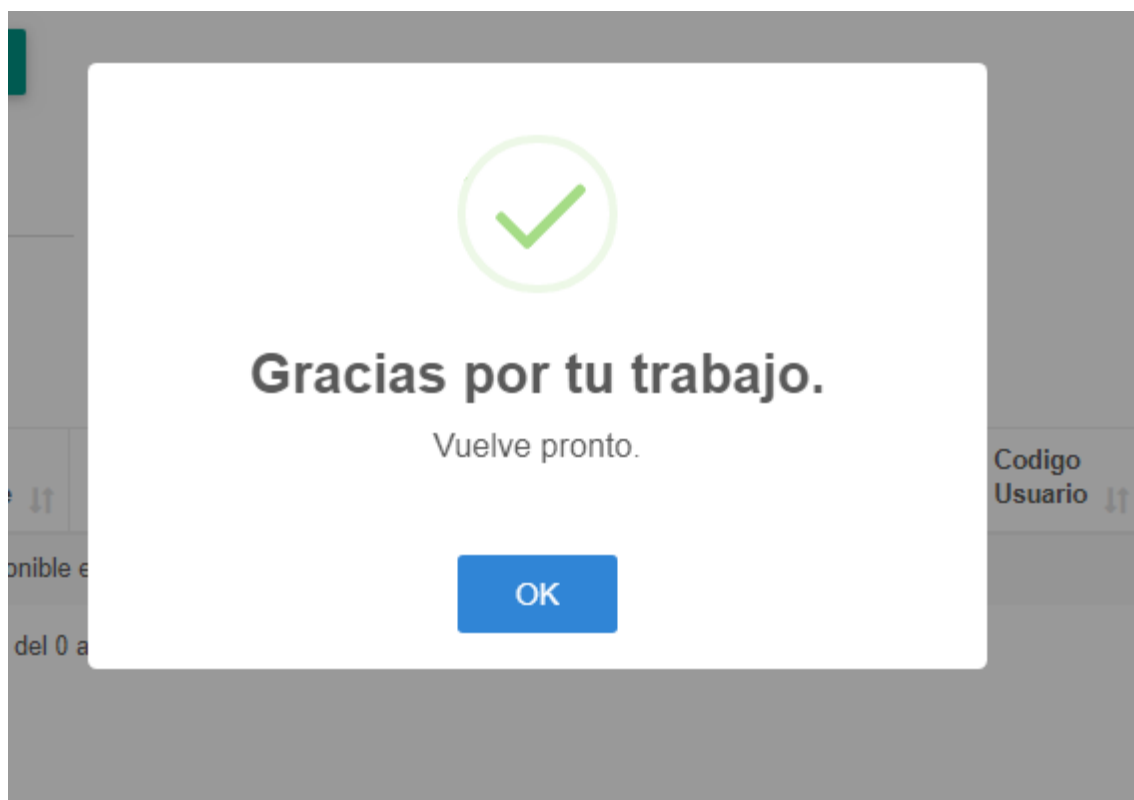 Gracias por tu trabajo.
Vuelve pronto.
Codigo
Usuario
OK
del 0 a